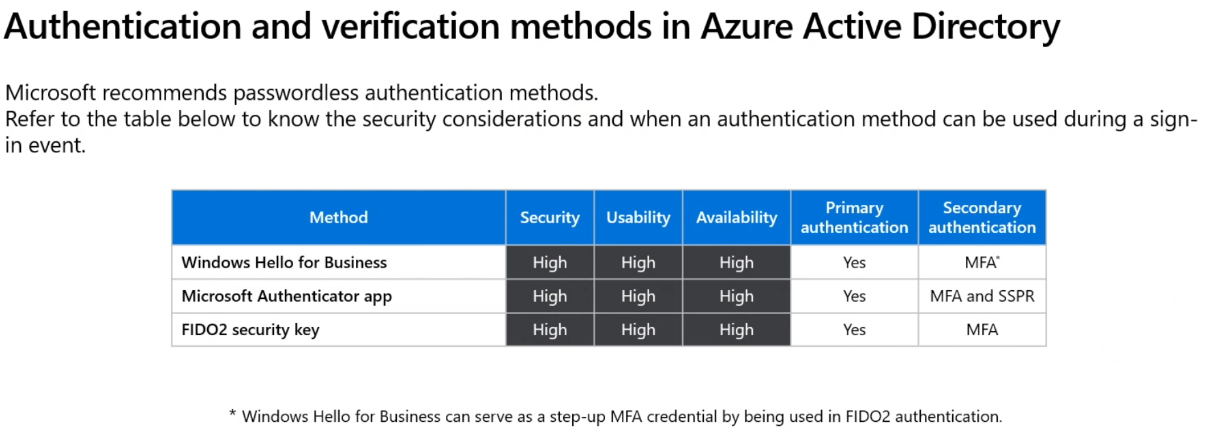 Authentication and verification methods in Azure Active Directory
Microsoft recommends passwordless authentication methods.
Refer to the table below to know the security considerations and when an authentication method can be used during a sign-
in event.
Method Security Usability Availability Primary authentication Secondary authentication
Windows Hello for Business High High High Yes MFA*
Microsoft Authenticator app High High High Yes MFA and SSPR
FIDO2 security key High High High Yes MFA
* Windows Hello for Business can serve as a step-up MFA credential by being used in FIDO2 authentication.